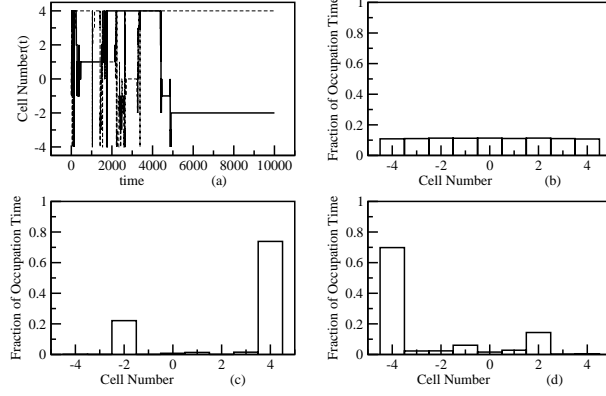 4
2
0
-2
-4
Cell Number(t)
0 2000 4000 6000 8000 10000
time (a)
1
0.8
0.6
0.4
0.2
0
Fraction of Occupation Time
-4 -2 0 2 4
Cell Number (b)
1
0.8
0.6
0.4
0.2
0
Fraction of Occupation Time
-4 -2 0 2 4
Cell Number (c)
1
0.8
0.6
0.4
0.2
0
Fraction of Occupation Time
-4 -2 0 2 4
Cell Number (d)